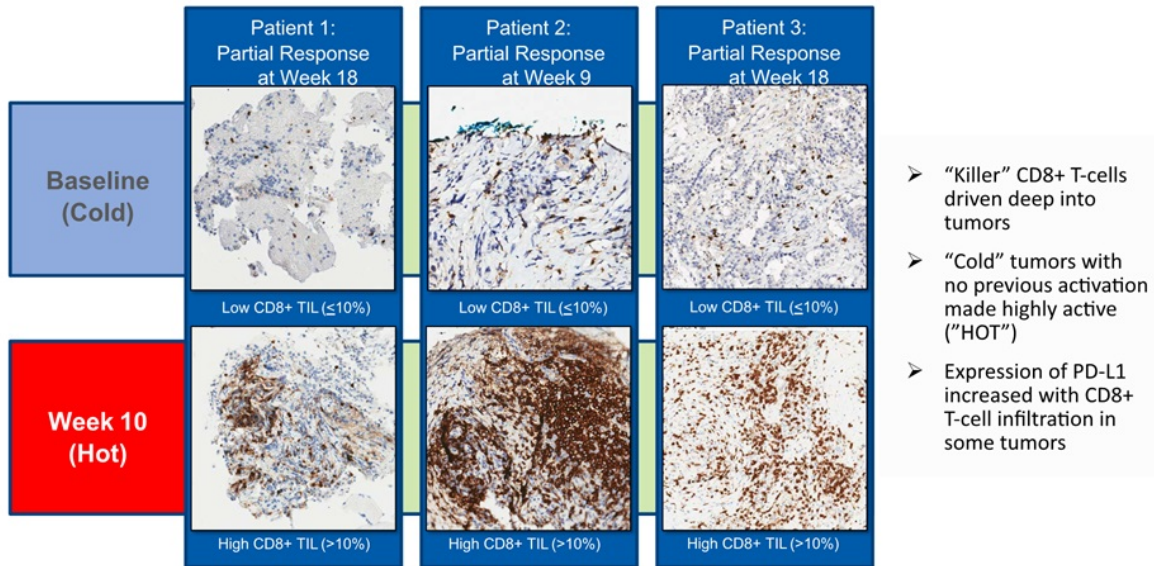 Patient 1:
Partial Response
at Week 18
Patient 2:
Partial Response
at Week 9
Patient 3:
Partial Response
at Week 18
Baseline
(Cold)
Low CD8+ TIL (≤10%)
Low CD8+ TIL (≤10%)
Low CD8+ TIL (≤10%)
Week 10
(Hot)
High CD8+ TIL (>10%)
High CD8+ TIL (>10%)
High CD8+ TIL (>10%)
➢ “Killer” CD8+ T-cells
driven deep into
tumors
➢ “Cold” tumors with
no previous activation
made highly active
(”HOT”)
➢ Expression of PD-L1
increased with CD8+
T-cell infiltration in
some tumors